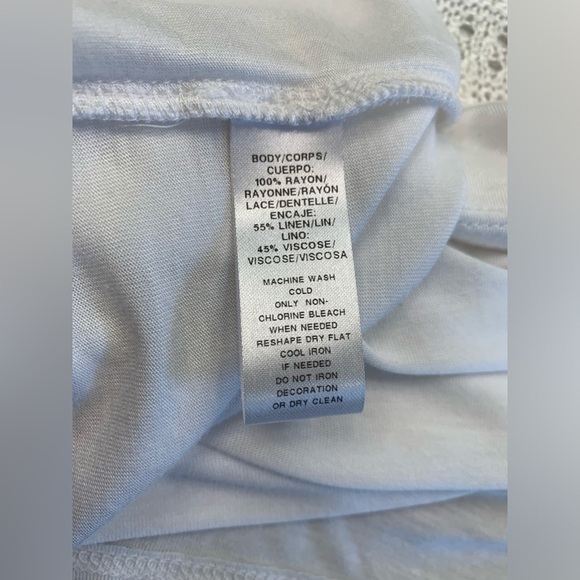 BODY/CORPS/
CUERPO:
100% RAYON/
RAYONNE/RAYÓN
LACE/DENTELLE/
ENCAJE:
55% LINEN/LIN/
LINO:
45% VISCOSE/
VISCOSE/VISCOSA
MACHINE WASH
COLD
ONLY NON-
CHLORINE BLEACH
WHEN NEEDED
RESHAPE DRY FLAT
COOL IRON
IF NEEDED
DO NOT IRON
DECORATION
OR DRY CLEAN